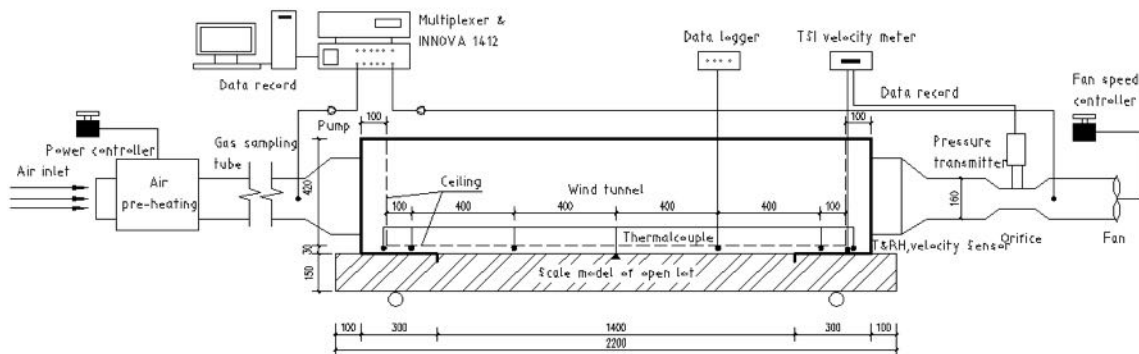 Multiplexer &
INNOVA 1412
Data record
Data logger
TSI velocity meter
Data record
Fan speed
controller
Pump
100
100
Power controller
Gas sampling
tube
Pressure
transmitter
Air inlet
Air
pre-heating
Ceiling
Wind tunnel
420
100
400
400
400
400
100
160
Thermalcouple
T&RH,velocity Sensor
Orifice
Fan
30
150
Scale model of open lot
100
300
1400
300
100
2200